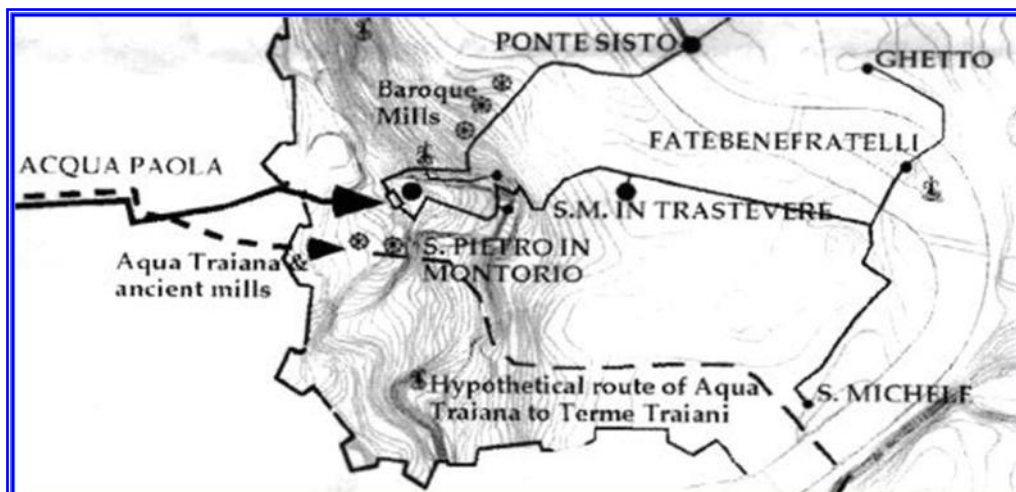 PONTE SISTO
GHETTO
Baroque
Mills
FATEBENEFRATELLI
ACQUA PAOLA
S.M. IN TRASTEVERE
S. PIETRO IN
MONTORIO
Aqua Traiana &
ancient mills
Hypothetical route of Aqua
Traiana to Terme Traiani
S. MICHELE